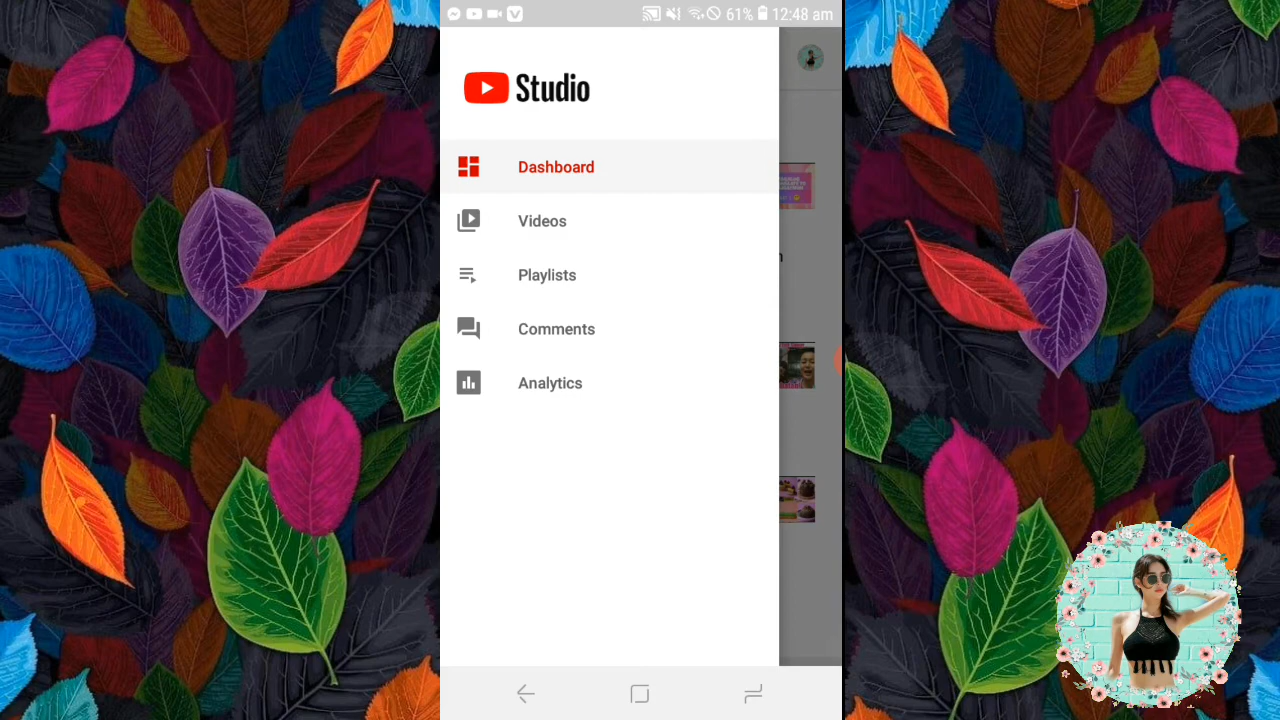 61% 12:48 am
Studio
Dashboard
Videos
Playlists
Comments
Analytics